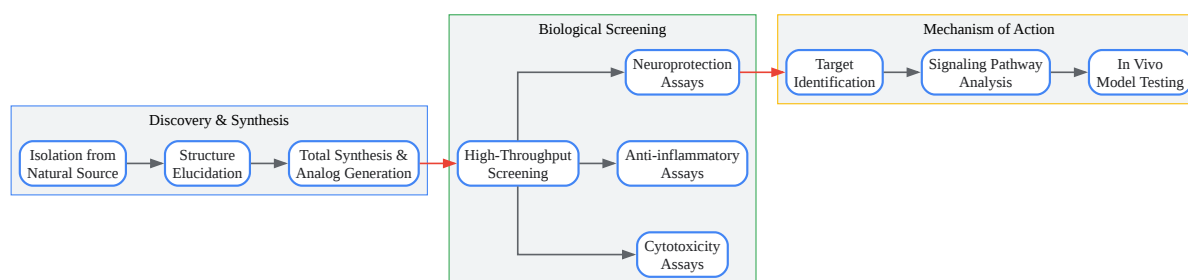 Discovery & Synthesis
Isolation from
Natural Source
Structure
Elucidation
Total Synthesis &
Analog Generation
Biological Screening
High-Throughput
Screening
Neuroprotection
Assays
Anti-inflammatory
Assays
Cytotoxicity
Assays
Mechanism of Action
Target
Identification
Signaling Pathway
Analysis
In Vivo
Model Testing